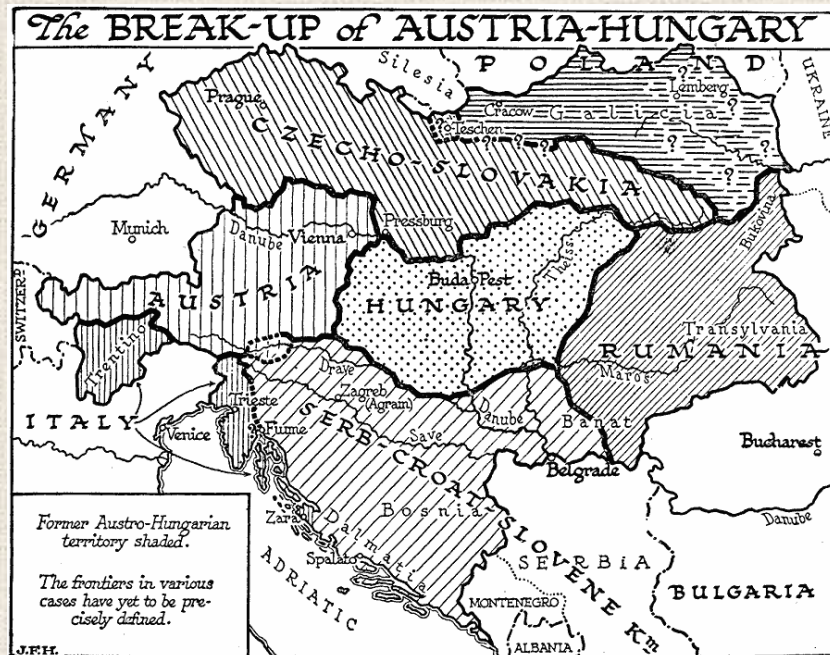 The BREAK-UP of AUSTRIA-HUNGARY
GERMANY
Silesia
POLAND
UKRAINE
Prague
Cracow
Galicia
Lemberg
Teschen
? ? ? ? ? ? ? ?
CZECHO-SLOVAKIA
Munich
Danube
Vienna
Pressburg
Bukovina
SWITZERD
AUSTRIA
Buda Pest
Theiss
HUNGARY
Transylvania
RUMANIA
Trentino
Maros
Drave
Zagreb
(Agram)
Trieste
ITALY
Venice
Fiume
Save
Danube
Banat
SERB-CROAT-SLOVENE Km
Bucharest
Belgrade
Bosnia
Zara
Dalmatia
Spalato
ADRIATIC
SERBIA
Danube
BULGARIA
MONTENEGRO
ALBANIA
Former Austro-Hungarian
territory shaded.
The frontiers in various
cases have yet to be pre-
cisely defined.
J.F.H.